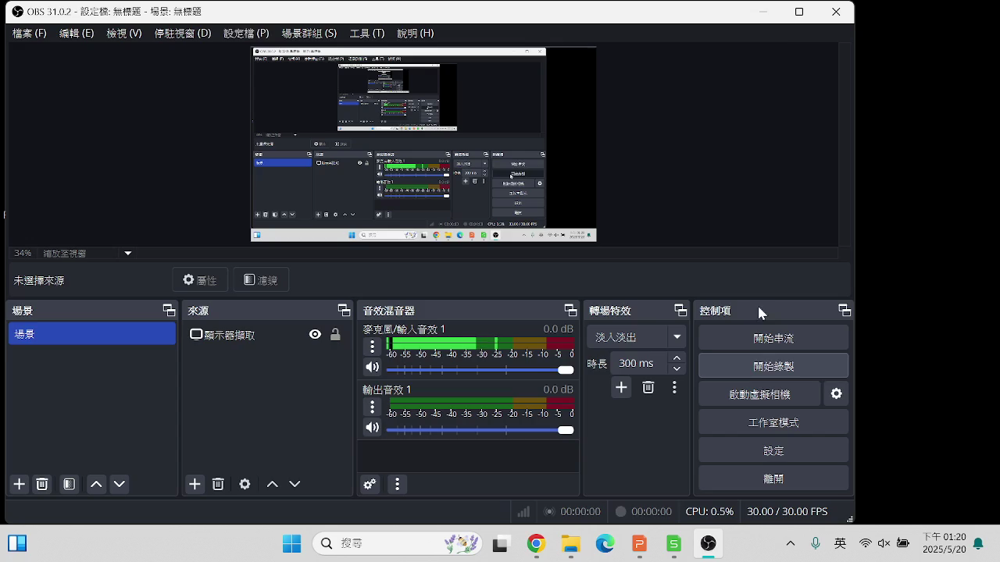 OBS 31.0.2 - 設定檔: 無標題 - 場景: 無標題
檔案 (F) 編輯 (E) 檢視 (V) 停駐視窗 (D) 設定檔 (P) 場景群組 (S) 工具 (T) 說明 (H)
34% 縮放至視窗
未選擇來源 屬性 濾鏡
場景 來源 音效混音器 轉場特效 控制項
場景
顯示器擷取
麥克風/輸入音效 1 0.0 dB
-60 -55 -50 -45 -40 -35 -30 -25 -20 -15 -10 -5 0
輸出音效 1 0.0 dB
-60 -55 -50 -45 -40 -35 -30 -25 -20 -15 -10 -5 0
淡入淡出
時長 300 ms
開始串流
開始錄製
啟動虛擬相機
工作室模式
設定
離開
00:00:00 00:00:00 CPU: 0.5% 30.00 / 30.00 FPS
搜尋
英
下午 01:20
2025/5/20